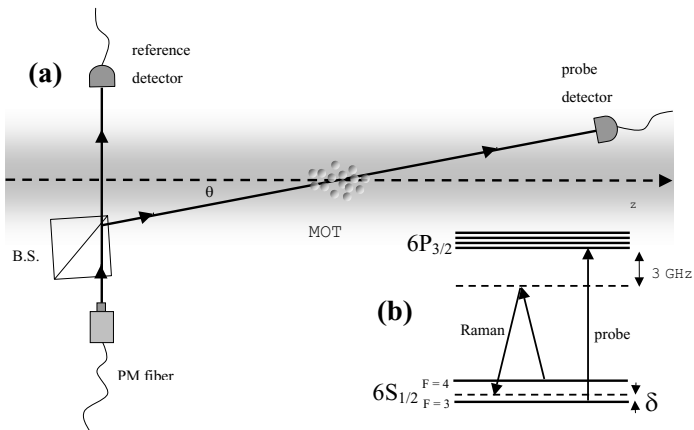 (a)
reference
detector
probe
detector
θ
z
MOT
B.S.
PM fiber
6P3/2
3 GHz
(b)
Raman
probe
6S1/2
F = 4
F = 3
δ